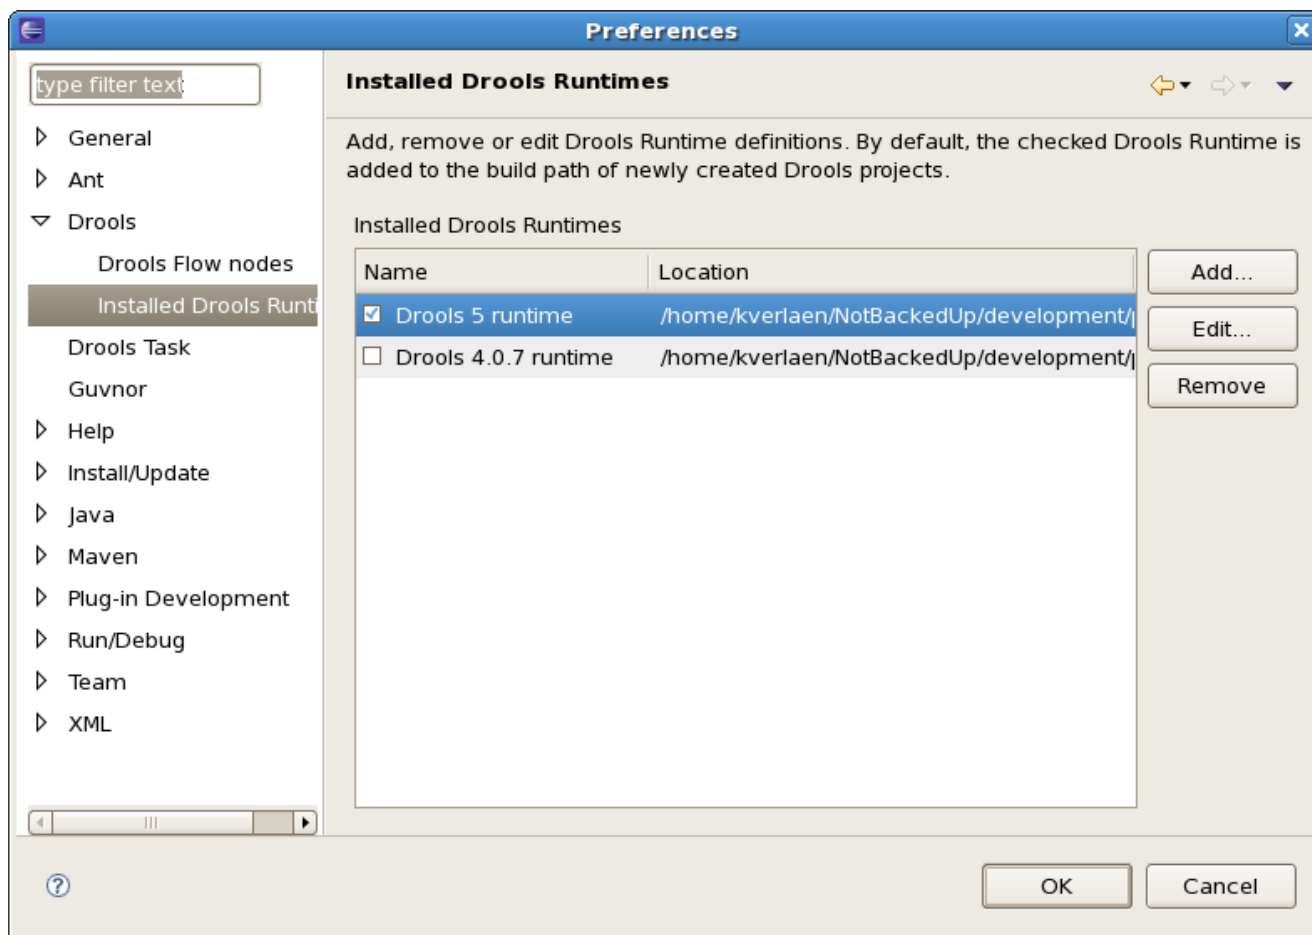 Preferences
type filter text
General
Ant
Drools
Drools Flow nodes
Installed Drools Runti
Drools Task
Guvnor
Help
Install/Update
Java
Maven
Plug-in Development
Run/Debug
Team
XML
Installed Drools Runtimes
Add, remove or edit Drools Runtime definitions. By default, the checked Drools Runtime is
added to the build path of newly created Drools projects.
Installed Drools Runtimes
Name Location
Drools 5 runtime /home/kverlaen/NotBackedUp/development/
Drools 4.0.7 runtime /home/kverlaen/NotBackedUp/development/
Add...
Edit...
Remove
OK Cancel